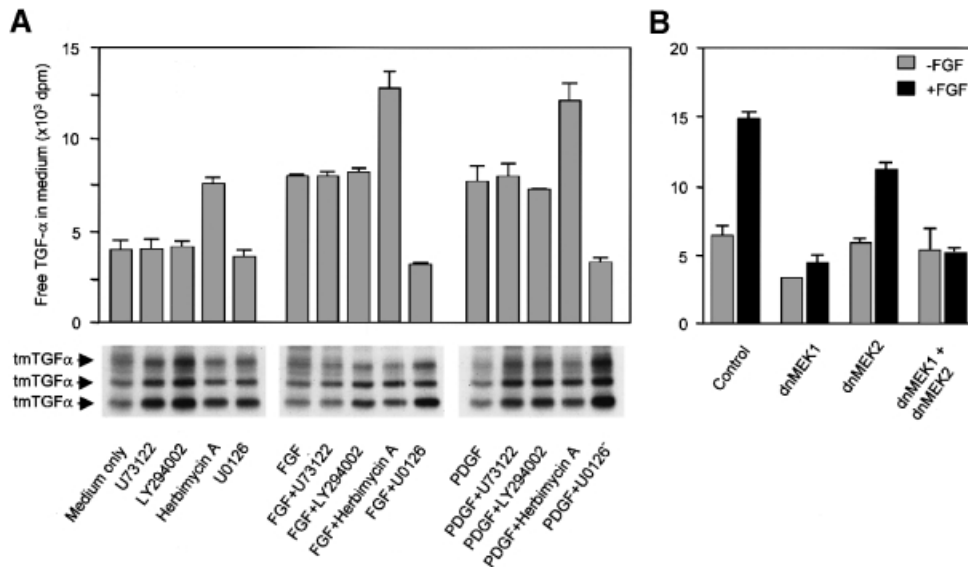 A
B
Free TGF-α in medium (x10³ dpm)
15
10
5
0
20
15
10
5
0
-FGF
+FGF
tmTGFα
tmTGFα
tmTGFα
Medium only
U73122
LY294002
Herbimycin A
U0126
FGF
FGF+U73122
FGF+LY294002
FGF+Herbimycin A
FGF+U0126
PDGF
PDGF+U73122
PDGF+LY294002
PDGF+Herbimycin A
PDGF+U0126
Control
dnMEK1
dnMEK2
dnMEK1 +
dnMEK2